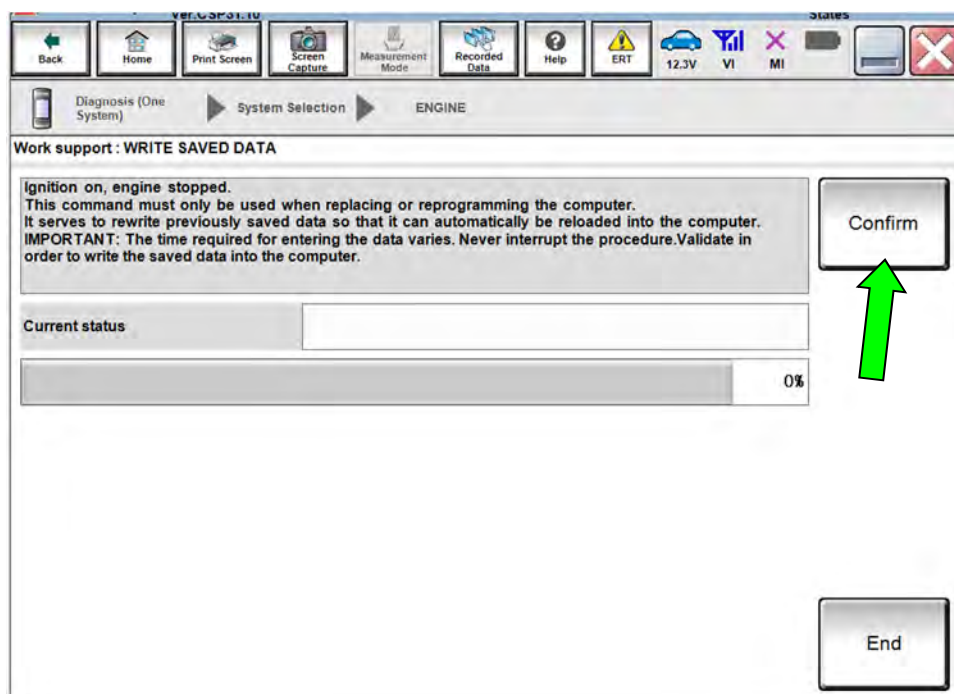 Ver.CSP31.10
States
Back
Home
Print Screen
Screen
Capture
Measurement
Mode
Recorded
Data
Help
ERT
12.3V
VI
MI
Diagnosis (One
System)
System Selection
ENGINE
Work support : WRITE SAVED DATA
Ignition on, engine stopped.
This command must only be used when replacing or reprogramming the computer.
It serves to rewrite previously saved data so that it can automatically be reloaded into the computer.
IMPORTANT: The time required for entering the data varies. Never interrupt the procedure.Validate in
order to write the saved data into the computer.
Confirm
Current status
0%
End